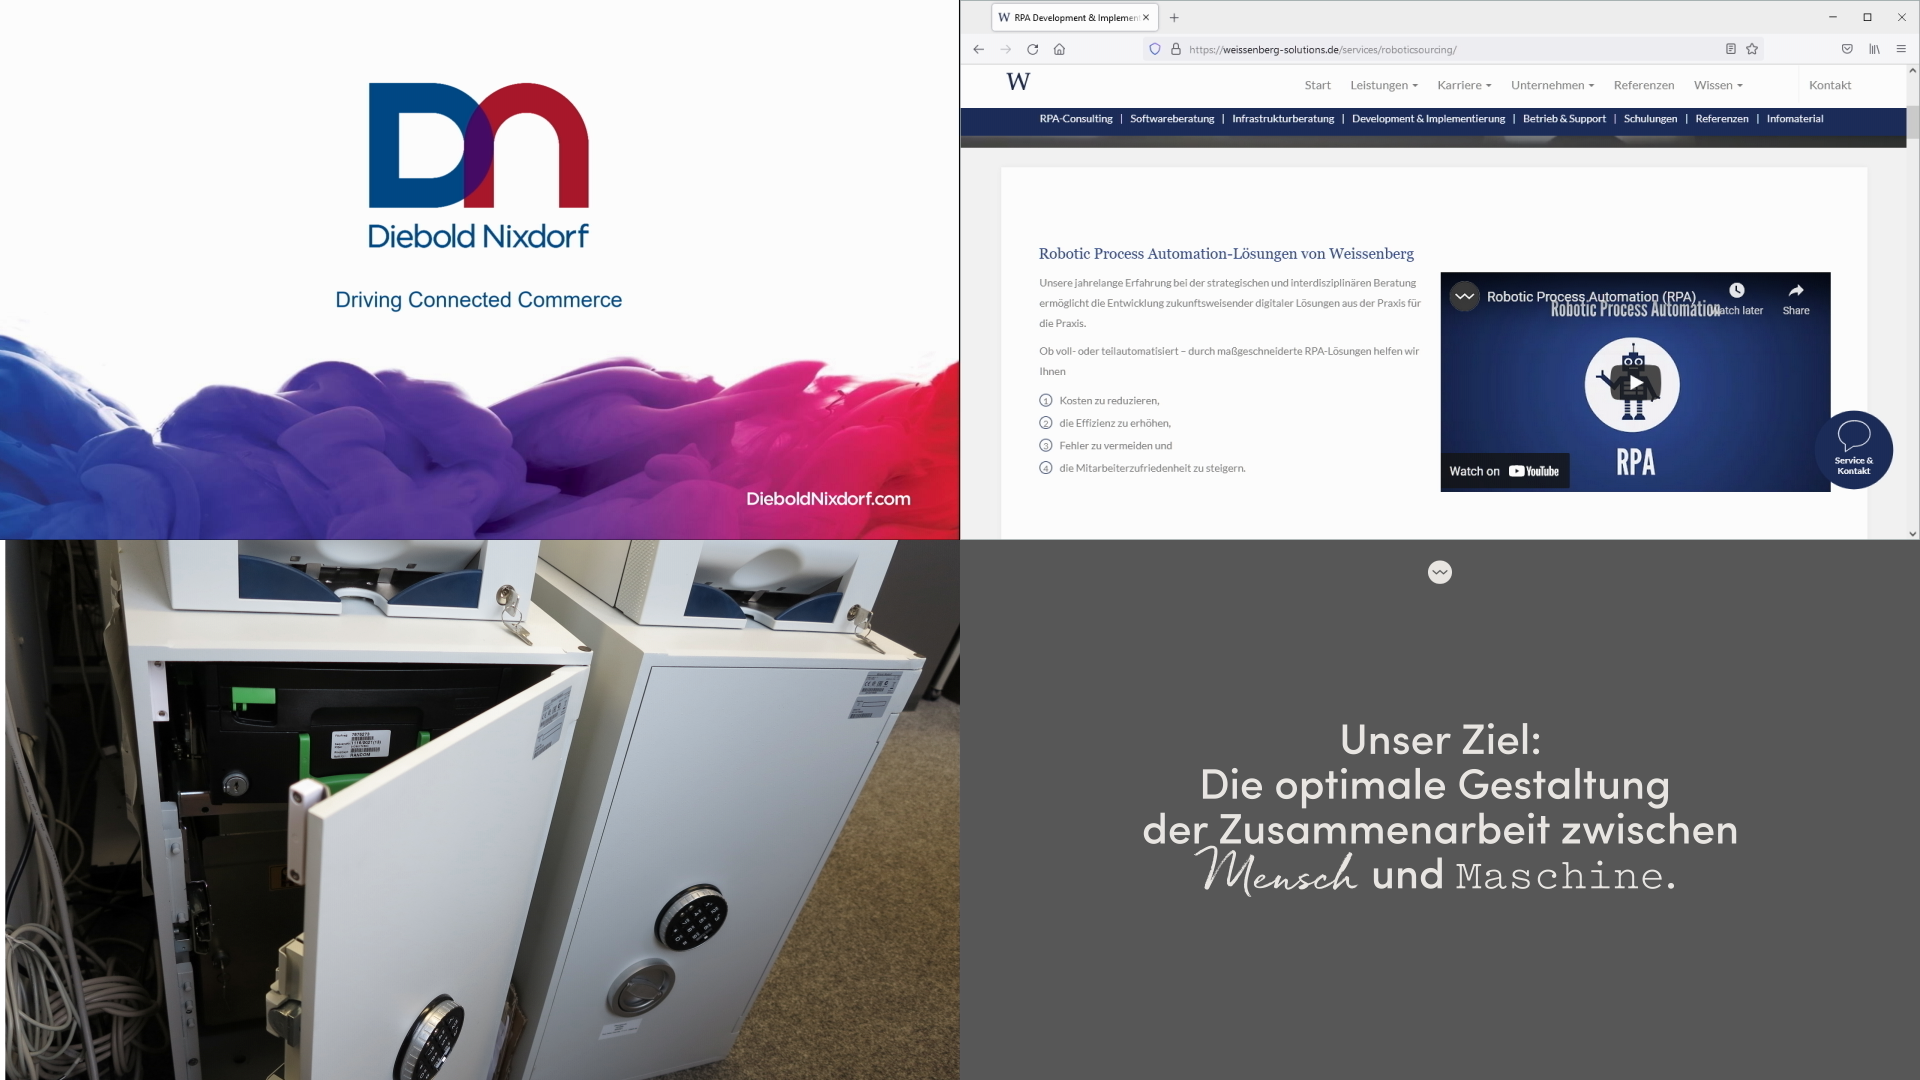 Diebold Nixdorf
Driving Connected Commerce
DieboldNixdorf.com
W RPA Development & Implemen
https://weissenberg-solutions.de/services/roboticsourcing/
W
Start Leistungen Karriere Unternehmen Referenzen Wissen Kontakt
RPA-Consulting | Softwareberatung | Infrastrukturberatung | Development & Implementierung | Betrieb & Support | Schulungen | Referenzen | Infomaterial
Robotic Process Automation-Lösungen von Weissenberg
Unsere jahrelange Erfahrung bei der strategischen und interdisziplinären Beratung
ermöglicht die Entwicklung zukunftsweisender digitaler Lösungen aus der Praxis für
die Praxis.
Ob voll- oder teilautomatisiert – durch maßgeschneiderte RPA-Lösungen helfen wir
Ihnen
1 Kosten zu reduzieren,
2 die Effizienz zu erhöhen,
3 Fehler zu vermeiden und
4 die Mitarbeiterzufriedenheit zu steigern.
Robotic Process Automation (RPA)
Robotic Process Automation
Watch later
Share
RPA
Watch on YouTube
Service &
Kontakt
Unser Ziel:
Die optimale Gestaltung
der Zusammenarbeit zwischen
Mensch und Maschine.